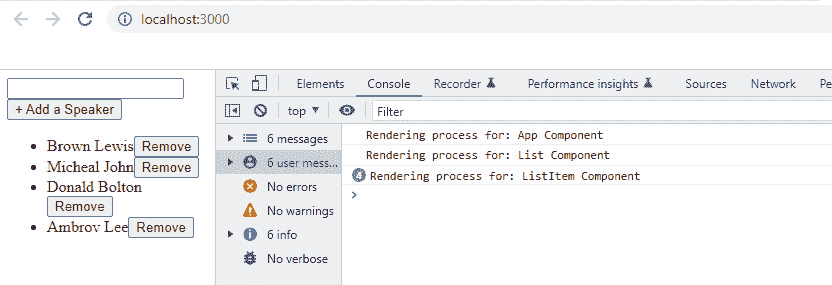 localhost:3000
Elements Console Recorder Performance insights Sources Network Pe
top Filter
+ Add a Speaker
Brown Lewis Remove
Micheal John Remove
Donald Bolton
Remove
Ambrov Lee Remove
6 messages
6 user mess...
No errors
No warnings
6 info
No verbose
Rendering process for: App Component
Rendering process for: List Component
4 Rendering process for: ListItem Component